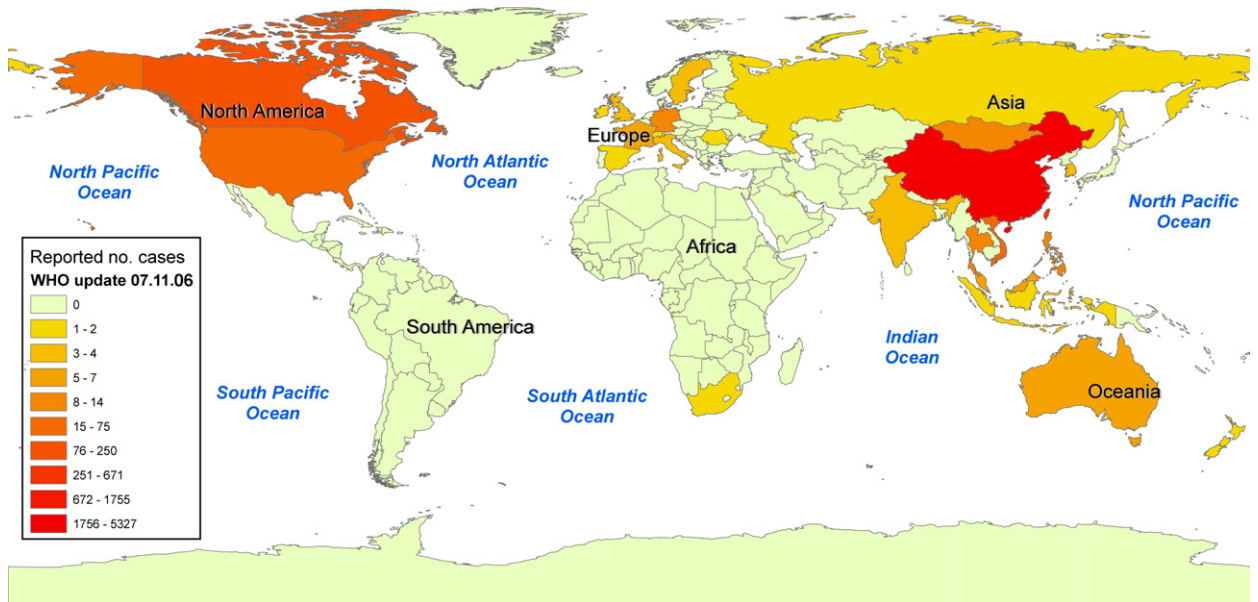 North America
Asia
Europe
North Atlantic
Ocean
North Pacific
Ocean
North Pacific
Ocean
Africa
Reported no. cases
WHO update 07.11.06
0
1 - 2
3 - 4
5 - 7
8 - 14
15 - 75
76 - 250
251 - 671
672 - 1755
1756 - 5327
South America
Indian
Ocean
South Pacific
Ocean
South Atlantic
Ocean
Oceania